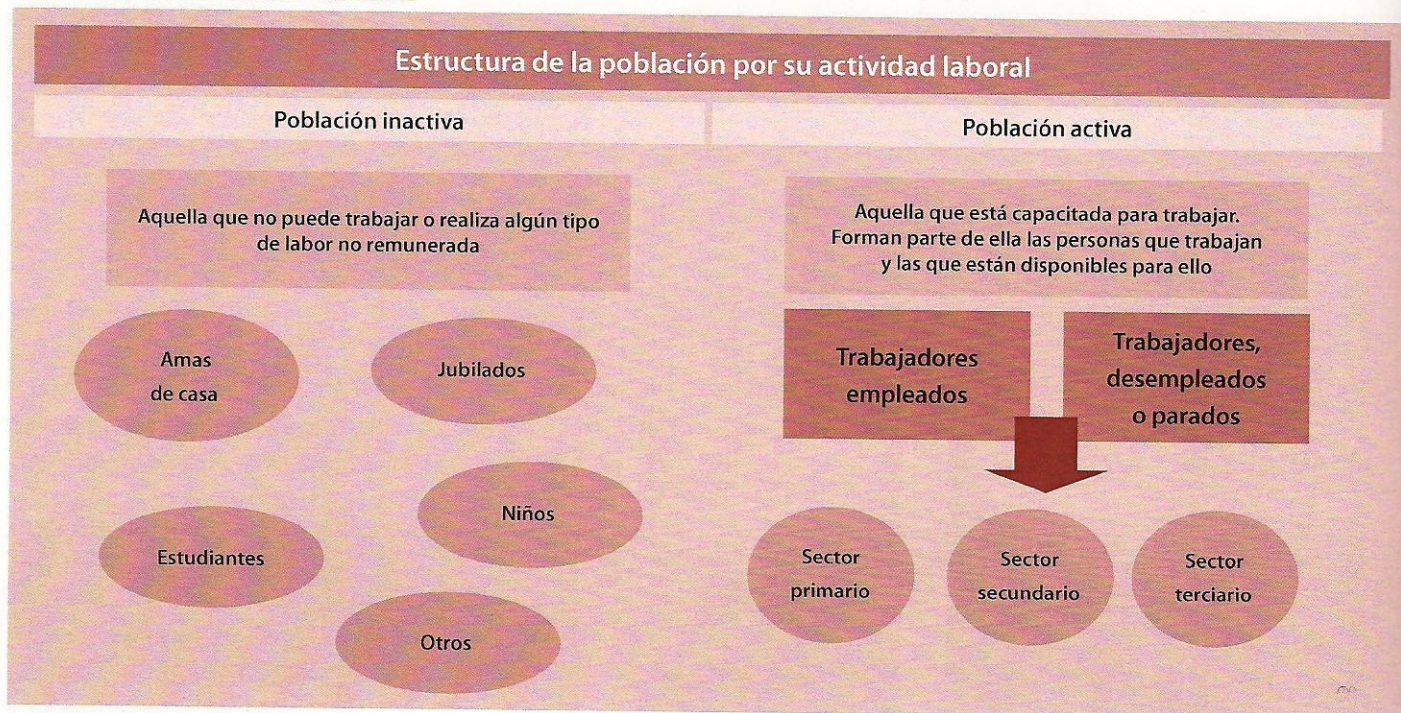 Estructura de la población por su actividad laboral
Población inactiva
Población activa
Aquella que no puede trabajar o realiza algún tipo
de labor no remunerada
Aquella que está capacitada para trabajar.
Forman parte de ella las personas que trabajan
y las que están disponibles para ello
Amas
de casa
Jubilados
Niños
Estudiantes
Otros
Trabajadores
empleados
Trabajadores,
desempleados
o parados
Sector
primario
Sector
secundario
Sector
terciario